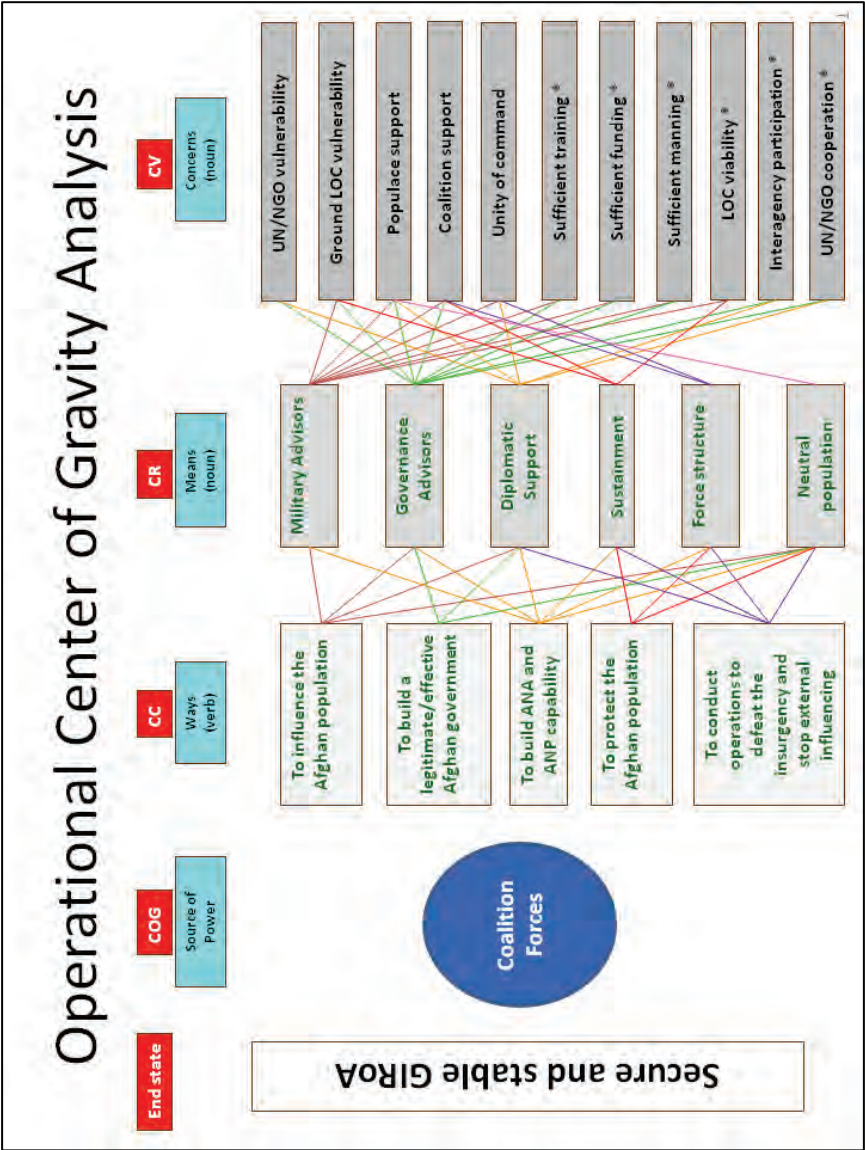 Operational Center of Gravity Analysis
End state
COG
CC
CR
CV
Source of
Power
Ways
(verb)
Means
(noun)
Concerns
(noun)
Secure and stable GIRoA
Coalition
Forces
To influence the
Afghan population
To build a
legitimate/effective
Afghan government
To build ANA and
ANP capability
To protect the
Afghan population
To conduct
operations to
defeat the
insurgency and
stop external
influencing
Military Advisors
Governance
Advisors
Diplomatic
Support
Sustainment
Force structure
Neutral
population
UN/NGO vulnerability
Ground LOC vulnerability
Populace support
Coalition support
Unity of command
Sufficient training *
Sufficient funding *
Sufficient manning *
LOC viability *
Interagency participation *
UN/NGO cooperation *
1